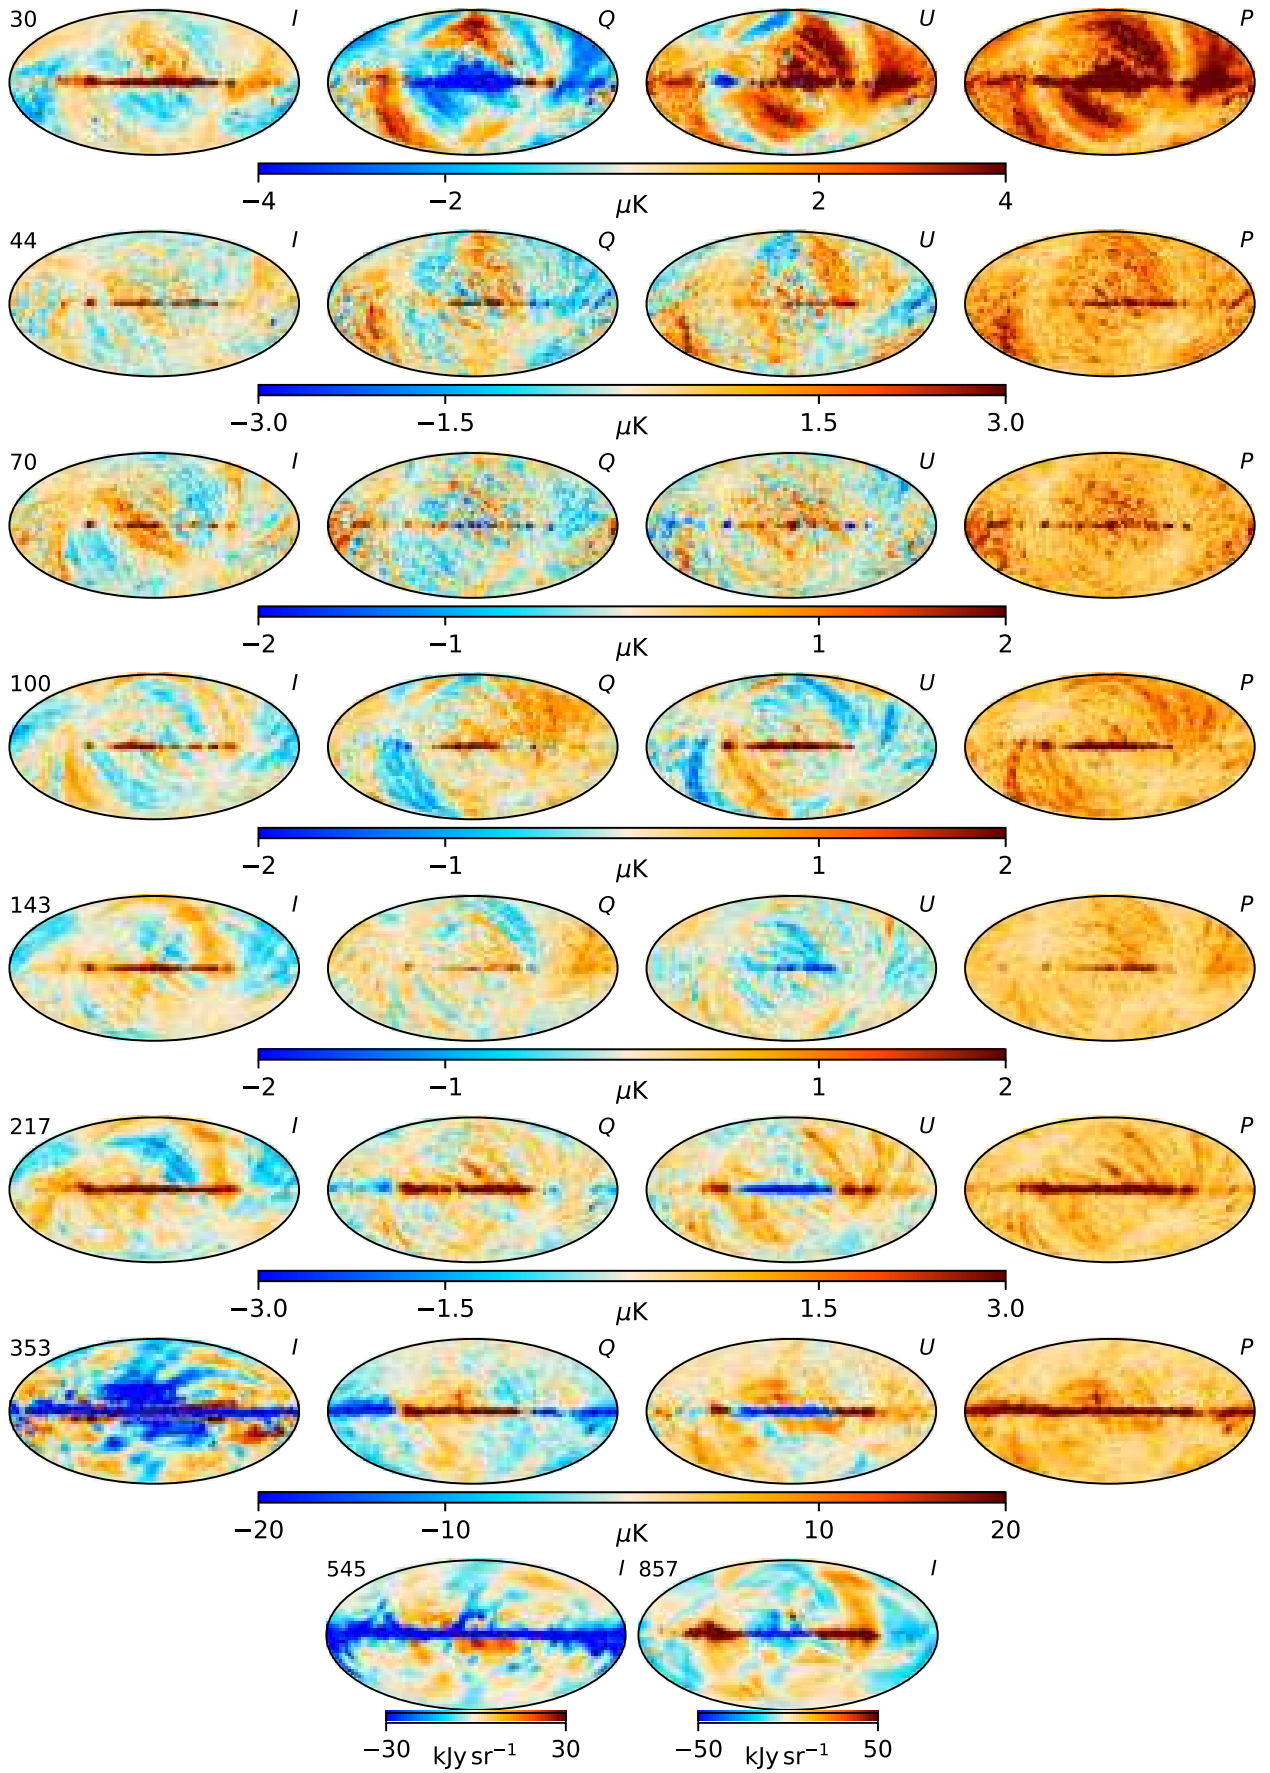 30 I Q U P
−4 −2 2 4
μK
44 I Q U P
−3.0 −1.5 1.5 3.0
μK
70 I Q U P
−2 −1 1 2
μK
100 I Q U P
−2 −1 1 2
μK
143 I Q U P
−2 −1 1 2
μK
217 I Q U P
−3.0 −1.5 1.5 3.0
μK
353 I Q U P
−20 −10 10 20
μK
545 I 857 I
−30 kJy sr⁻¹ 30 −50 kJy sr⁻¹ 50